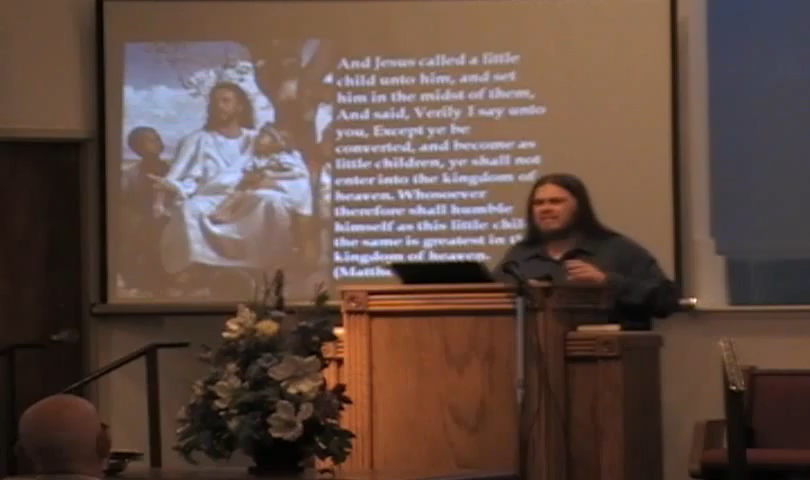 And Jesus called a little
child unto him, and set
him in the midst of them,
And said, Verily I say unto
you, Except ye be
converted, and become as
little children, ye shall not
enter into the kingdom of
heaven. Whosoever
therefore shall humble
himself as this little chil
the same is greatest in t
kingdom of heaven.
(Matthe